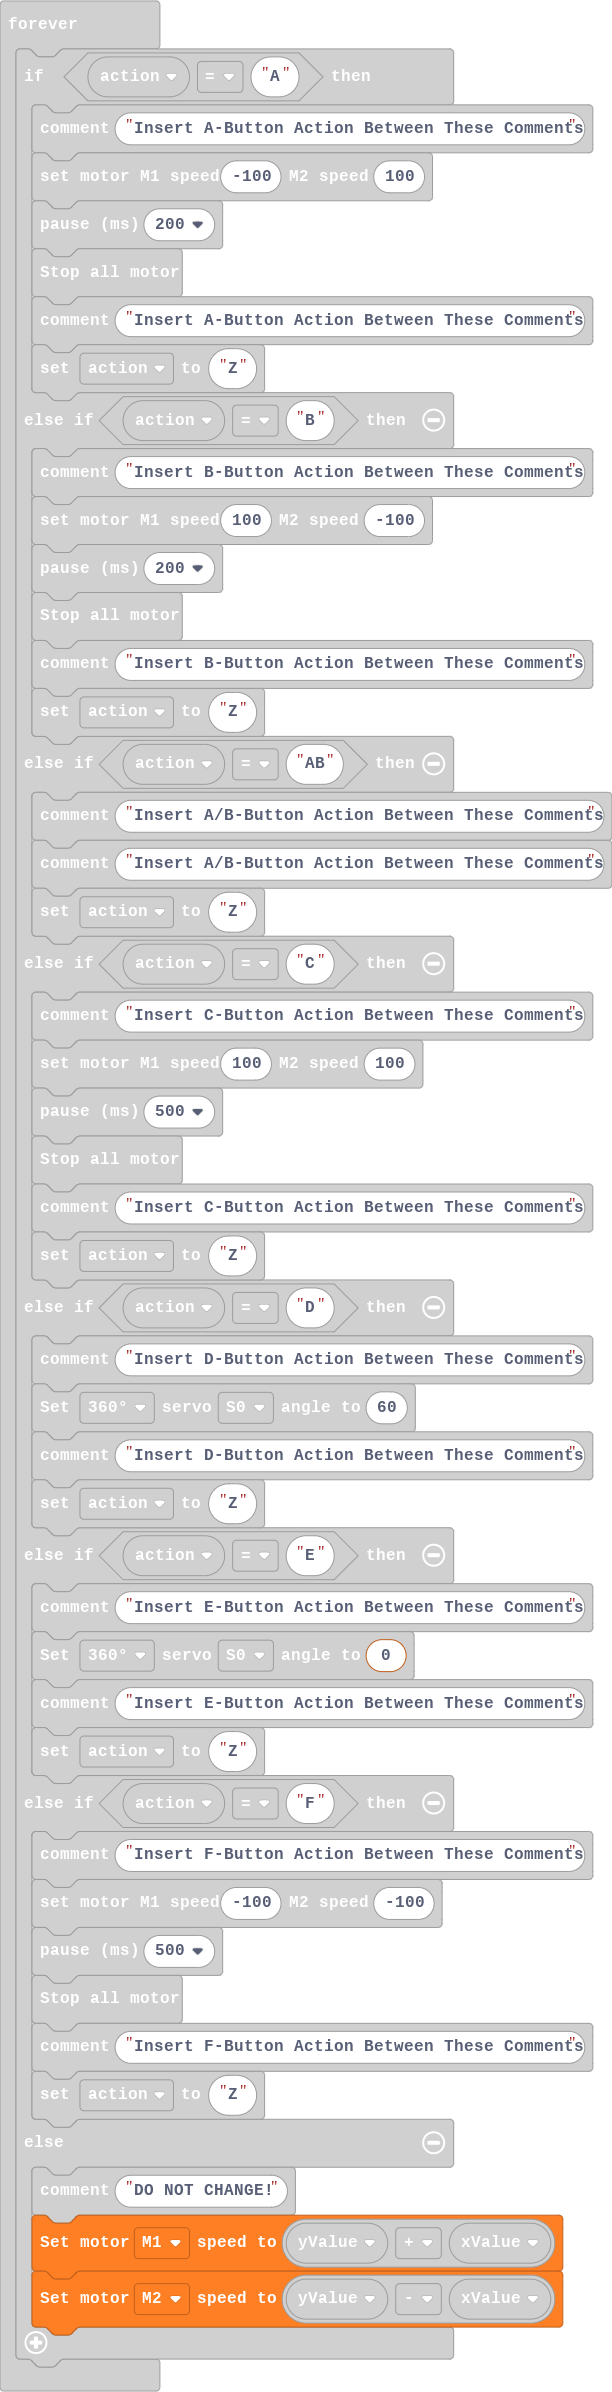 forever
if action = "A" then
comment "Insert A-Button Action Between These Comments"
set motor M1 speed -100 M2 speed 100
pause (ms) 200
Stop all motor
comment "Insert A-Button Action Between These Comments"
set action to "Z"
else if action = "B" then
comment "Insert B-Button Action Between These Comments"
set motor M1 speed 100 M2 speed -100
pause (ms) 200
Stop all motor
comment "Insert B-Button Action Between These Comments"
set action to "Z"
else if action = "AB" then
comment "Insert A/B-Button Action Between These Comments"
comment "Insert A/B-Button Action Between These Comments"
set action to "Z"
else if action = "C" then
comment "Insert C-Button Action Between These Comments"
set motor M1 speed 100 M2 speed 100
pause (ms) 500
Stop all motor
comment "Insert C-Button Action Between These Comments"
set action to "Z"
else if action = "D" then
comment "Insert D-Button Action Between These Comments"
Set 360° servo S0 angle to 60
comment "Insert D-Button Action Between These Comments"
set action to "Z"
else if action = "E" then
comment "Insert E-Button Action Between These Comments"
Set 360° servo S0 angle to 0
comment "Insert E-Button Action Between These Comments"
set action to "Z"
else if action = "F" then
comment "Insert F-Button Action Between These Comments"
set motor M1 speed -100 M2 speed -100
pause (ms) 500
Stop all motor
comment "Insert F-Button Action Between These Comments"
set action to "Z"
else
comment "DO NOT CHANGE!"
Set motor M1 speed to yValue + xValue
Set motor M2 speed to yValue - xValue